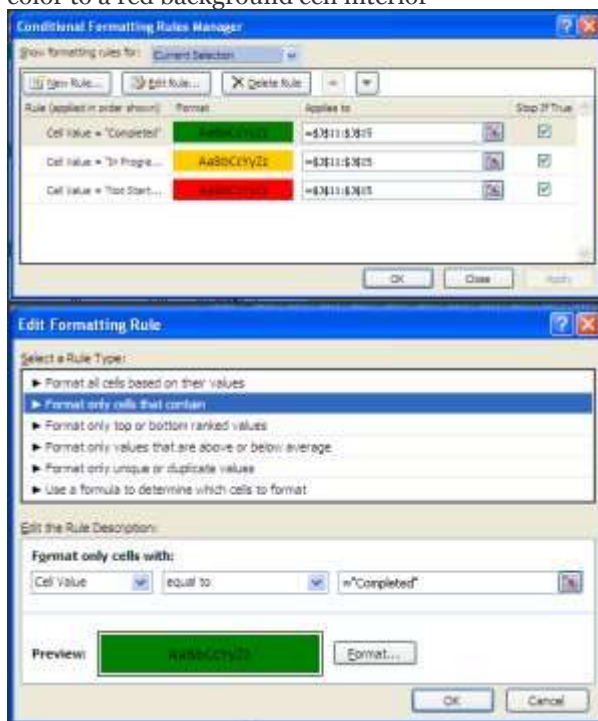 color to a red background cell interior
Conditional Formatting Rules Manager
Show formatting rules for: Current Selection
New Rule... Edit Rule... Delete Rule
Rule (applied in order shown) Format Applies to Stop If True
Cell Value = "Completed" AaBbCcYyZz =$J$11:$J$15
Cell Value = "In Progre... AaBbCcYyZz =$J$11:$J$15
Cell Value = "Not Start... AaBbCcYyZz =$J$11:$J$15
OK Close Apply
Edit Formatting Rule
Select a Rule Type:
► Format all cells based on their values
► Format only cells that contain
► Format only top or bottom ranked values
► Format only values that are above or below average
► Format only unique or duplicate values
► Use a formula to determine which cells to format
Edit the Rule Description:
Format only cells with:
Cell Value equal to ="Completed"
Preview: AaBbCcYyZz Format...
OK Cancel